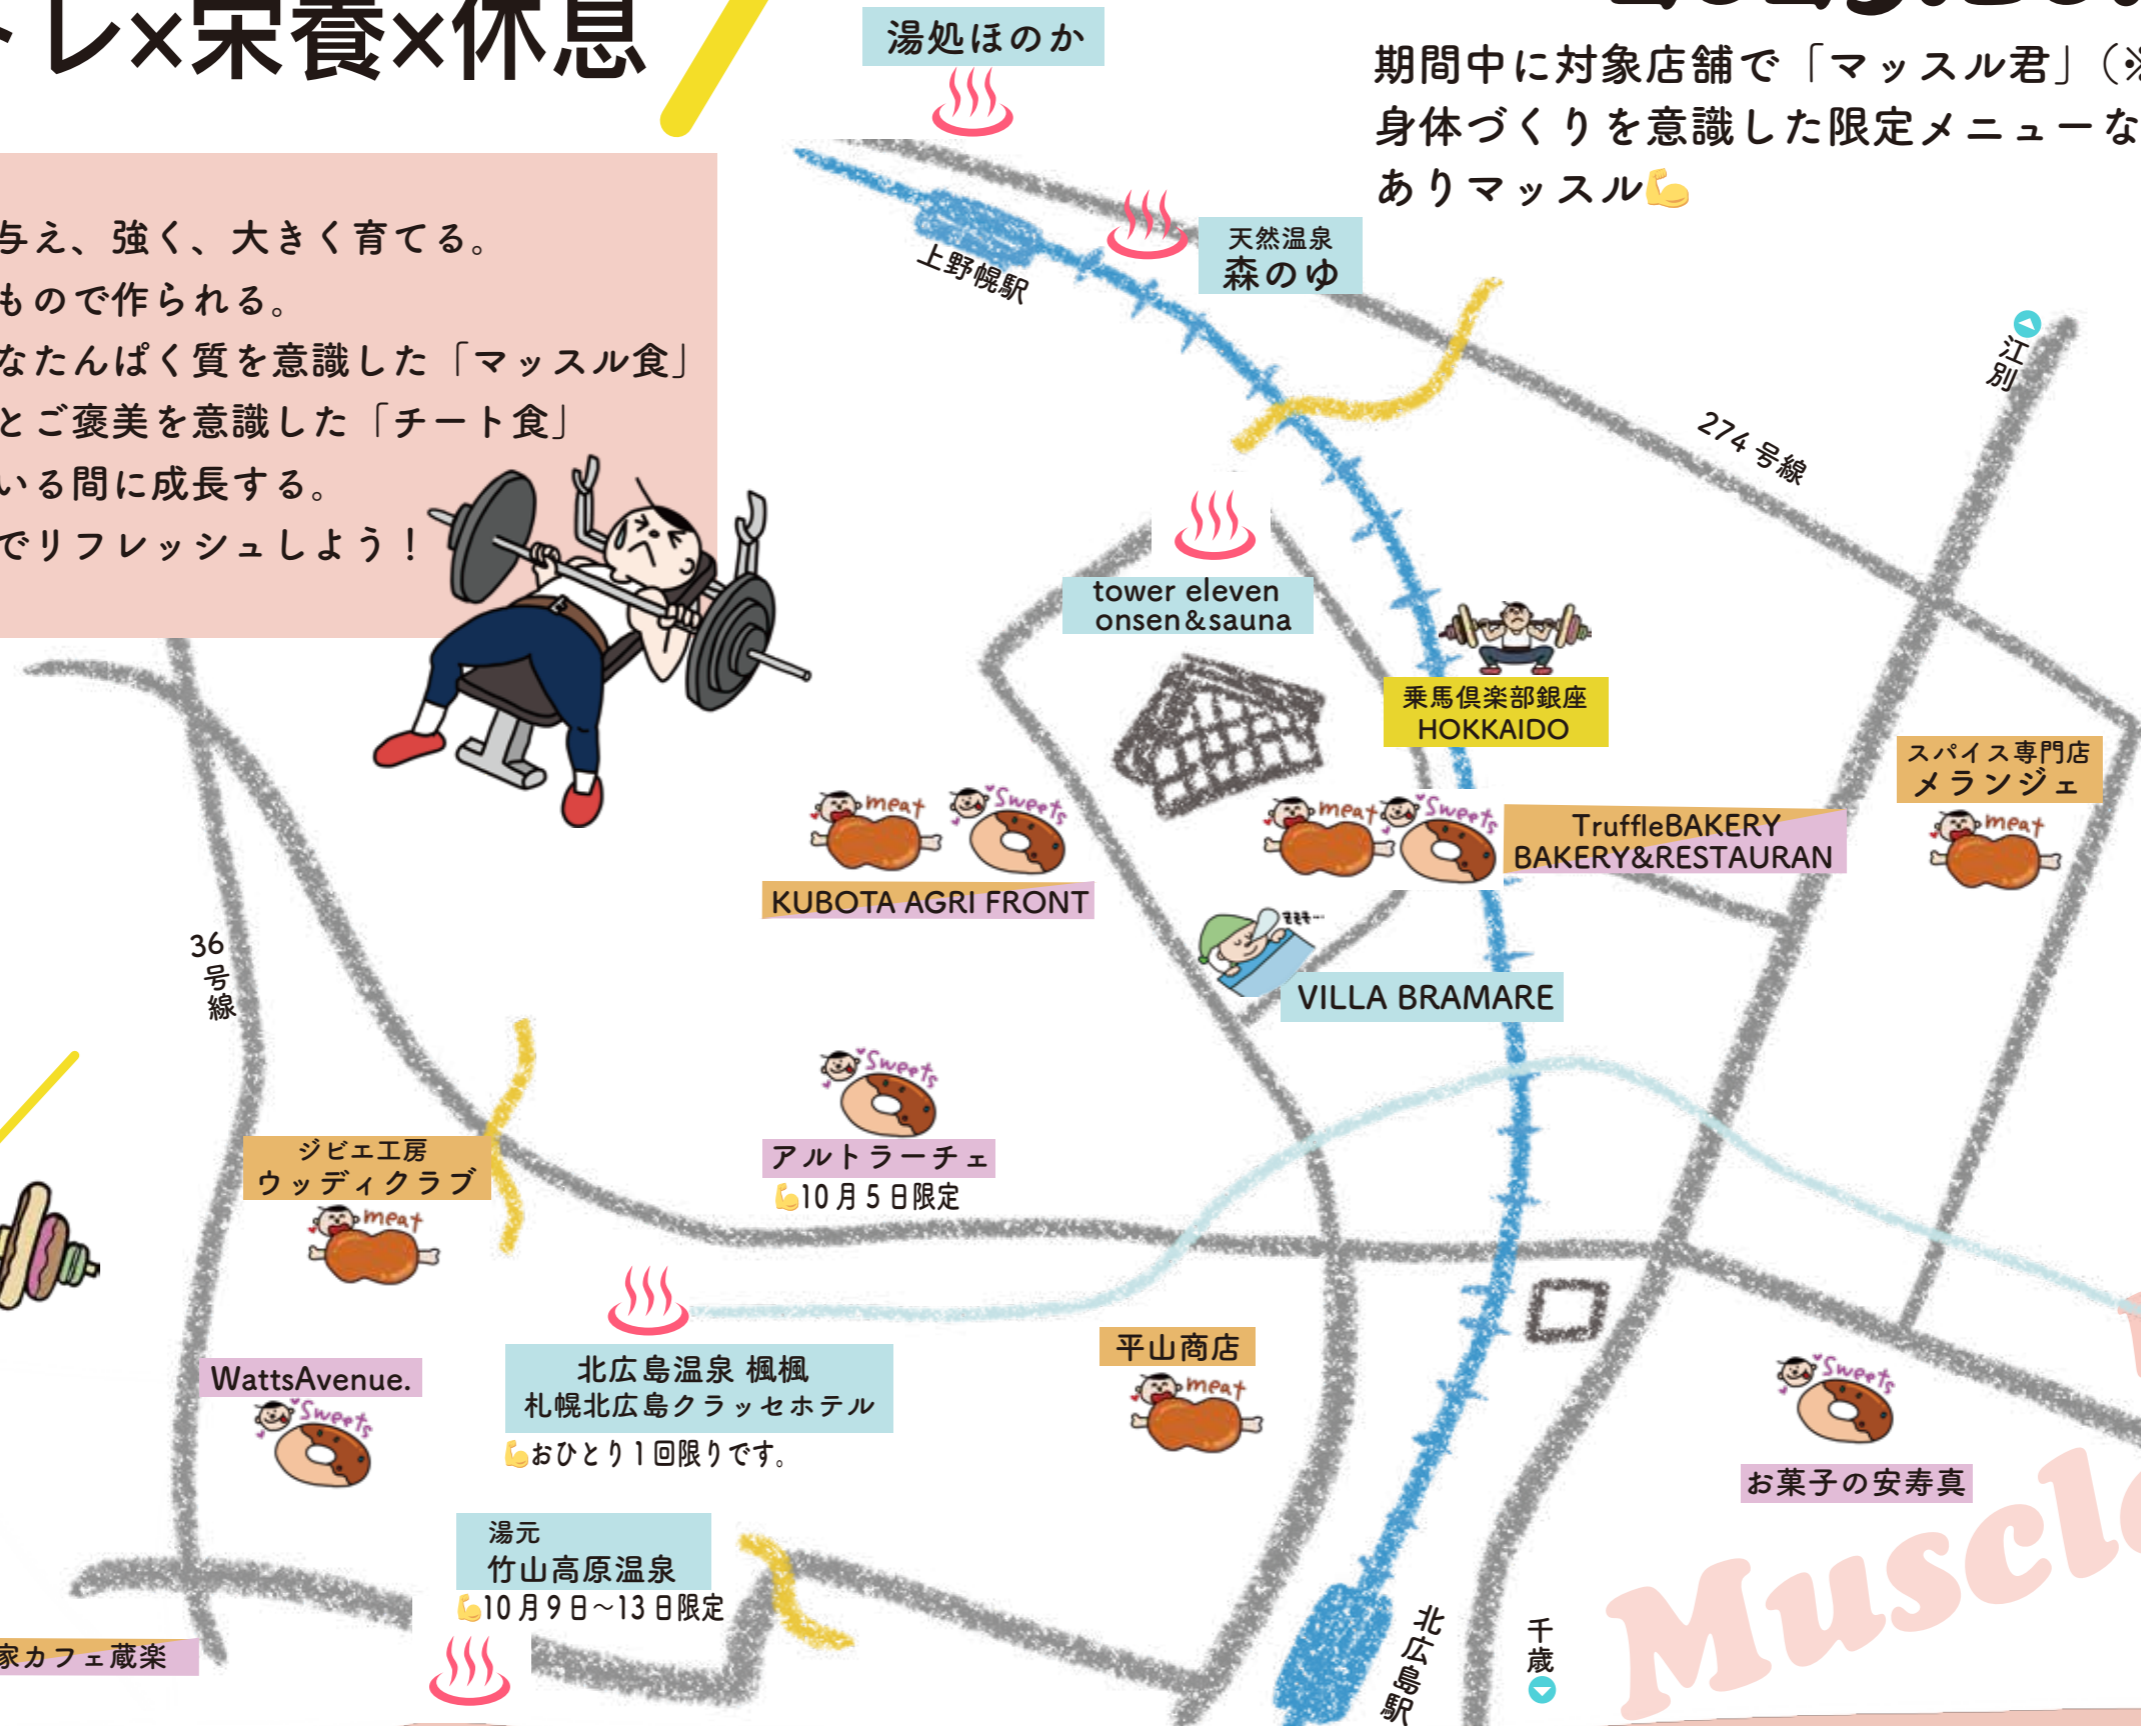 トレ×栄養×休息
湯処ほのか
期間中に対象店舗で「マッスル君」（※
身体づくりを意識した限定メニューな
ありマッスル💪
与え、強く、大きく育てる。
もので作られる。
なたんぱく質を意識した「マッスル食」
とご褒美を意識した「チート食」
いる間に成長する。
でリフレッシュしよう！
天然温泉
森のゆ
上野幌駅
江別
274号線
tower eleven
onsen&sauna
乗馬倶楽部銀座
HOKKAIDO
スパイス専門店
メランジェ
meat
meat
Sweets
KUBOTA AGRI FRONT
meat
Sweets
TruffleBAKERY
BAKERY&RESTAURAN
36号線
zzz…
VILLA BRAMARE
Sweets
アルトラーチェ
💪10月5日限定
ジビエ工房
ウッディクラブ
meat
WattsAvenue.
Sweets
北広島温泉 楓楓
札幌北広島クラッセホテル
💪おひとり1回限りです。
平山商店
meat
Sweets
お菓子の安寿真
湯元
竹山高原温泉
💪10月9日～13日限定
家カフェ蔵楽
北広島駅
千歳
Muscle